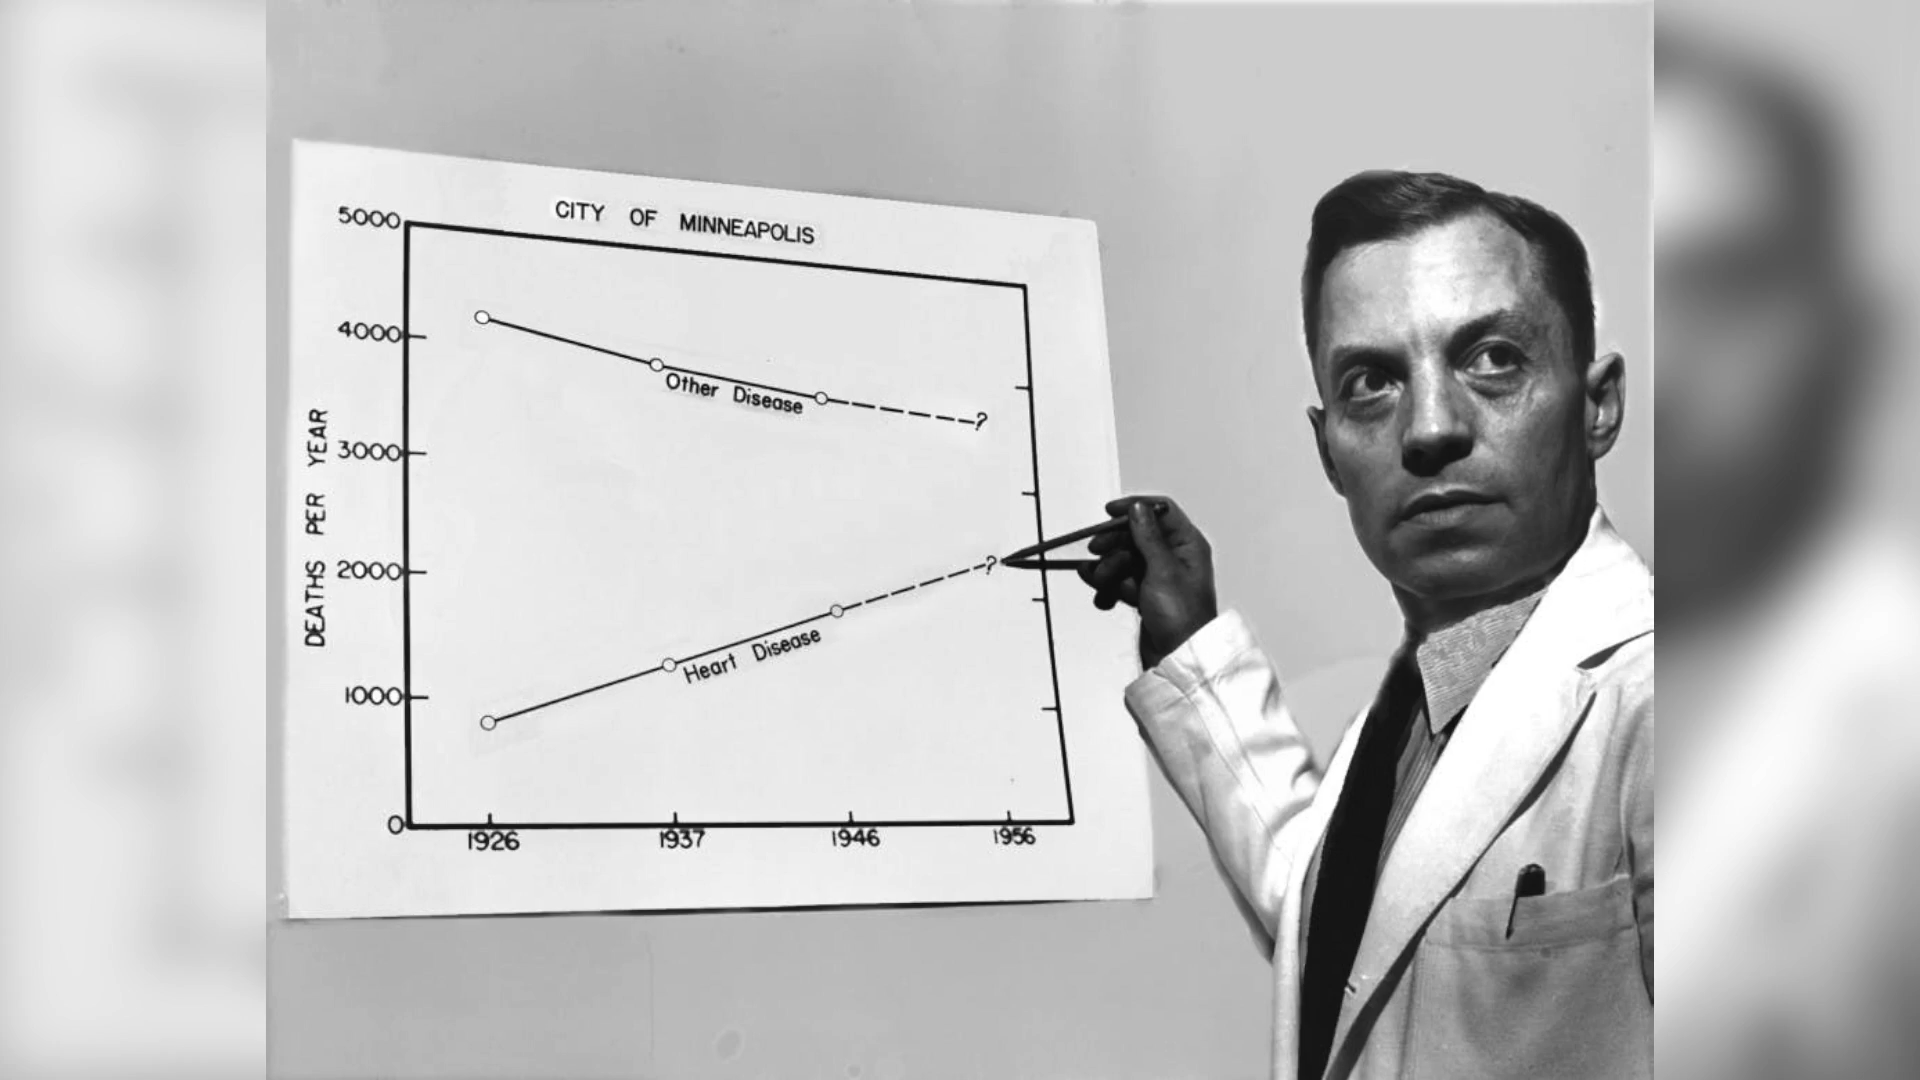 CITY OF MINNEAPOLIS
5000
4000
3000
2000
1000
0
DEATHS PER YEAR
Other Disease
?
Heart Disease
?
1926 1937 1946 1956